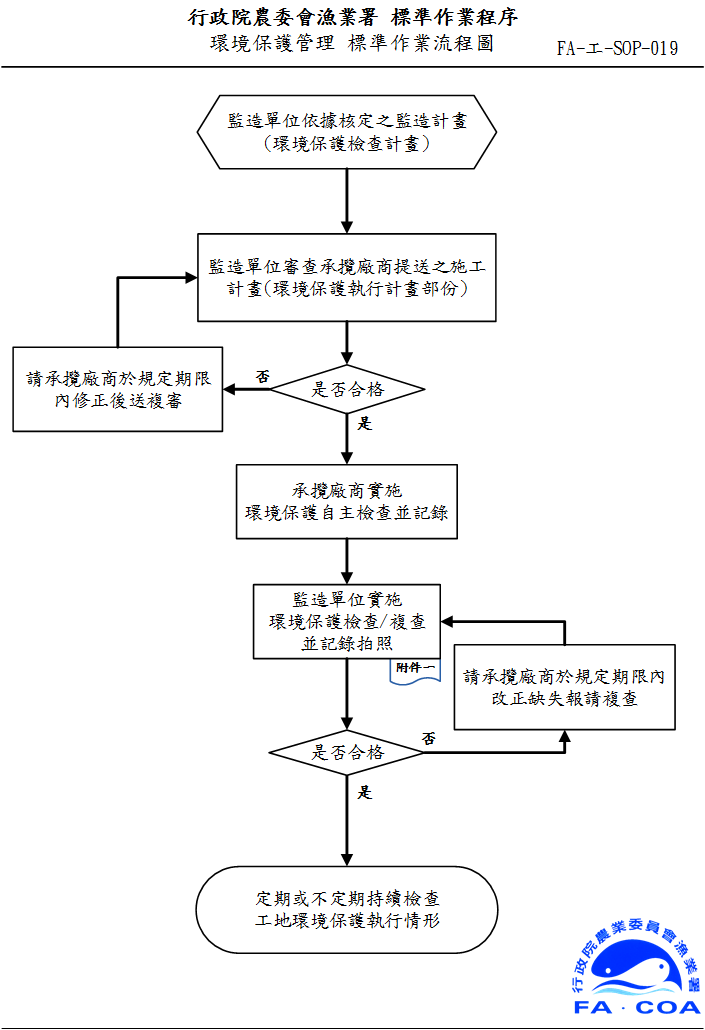 行政院農委會漁業署 標準作業程序
環境保護管理 標準作業流程圖
FA-工-SOP-019
監造單位依據核定之監造計畫
(環境保護檢查計畫)
監造單位審查承攬廠商提送之施工
計畫(環境保護執行計畫部份)
請承攬廠商於規定期限
內修正後送複審
否
是否合格
是
承攬廠商實施
環境保護自主檢查並記錄
監造單位實施
環境保護檢查/複查
並記錄拍照
附件一
請承攬廠商於規定期限內
改正缺失報請複查
否
是否合格
是
定期或不定期持續檢查
工地環境保護執行情形
行政院農業委員會漁業署
FA·COA